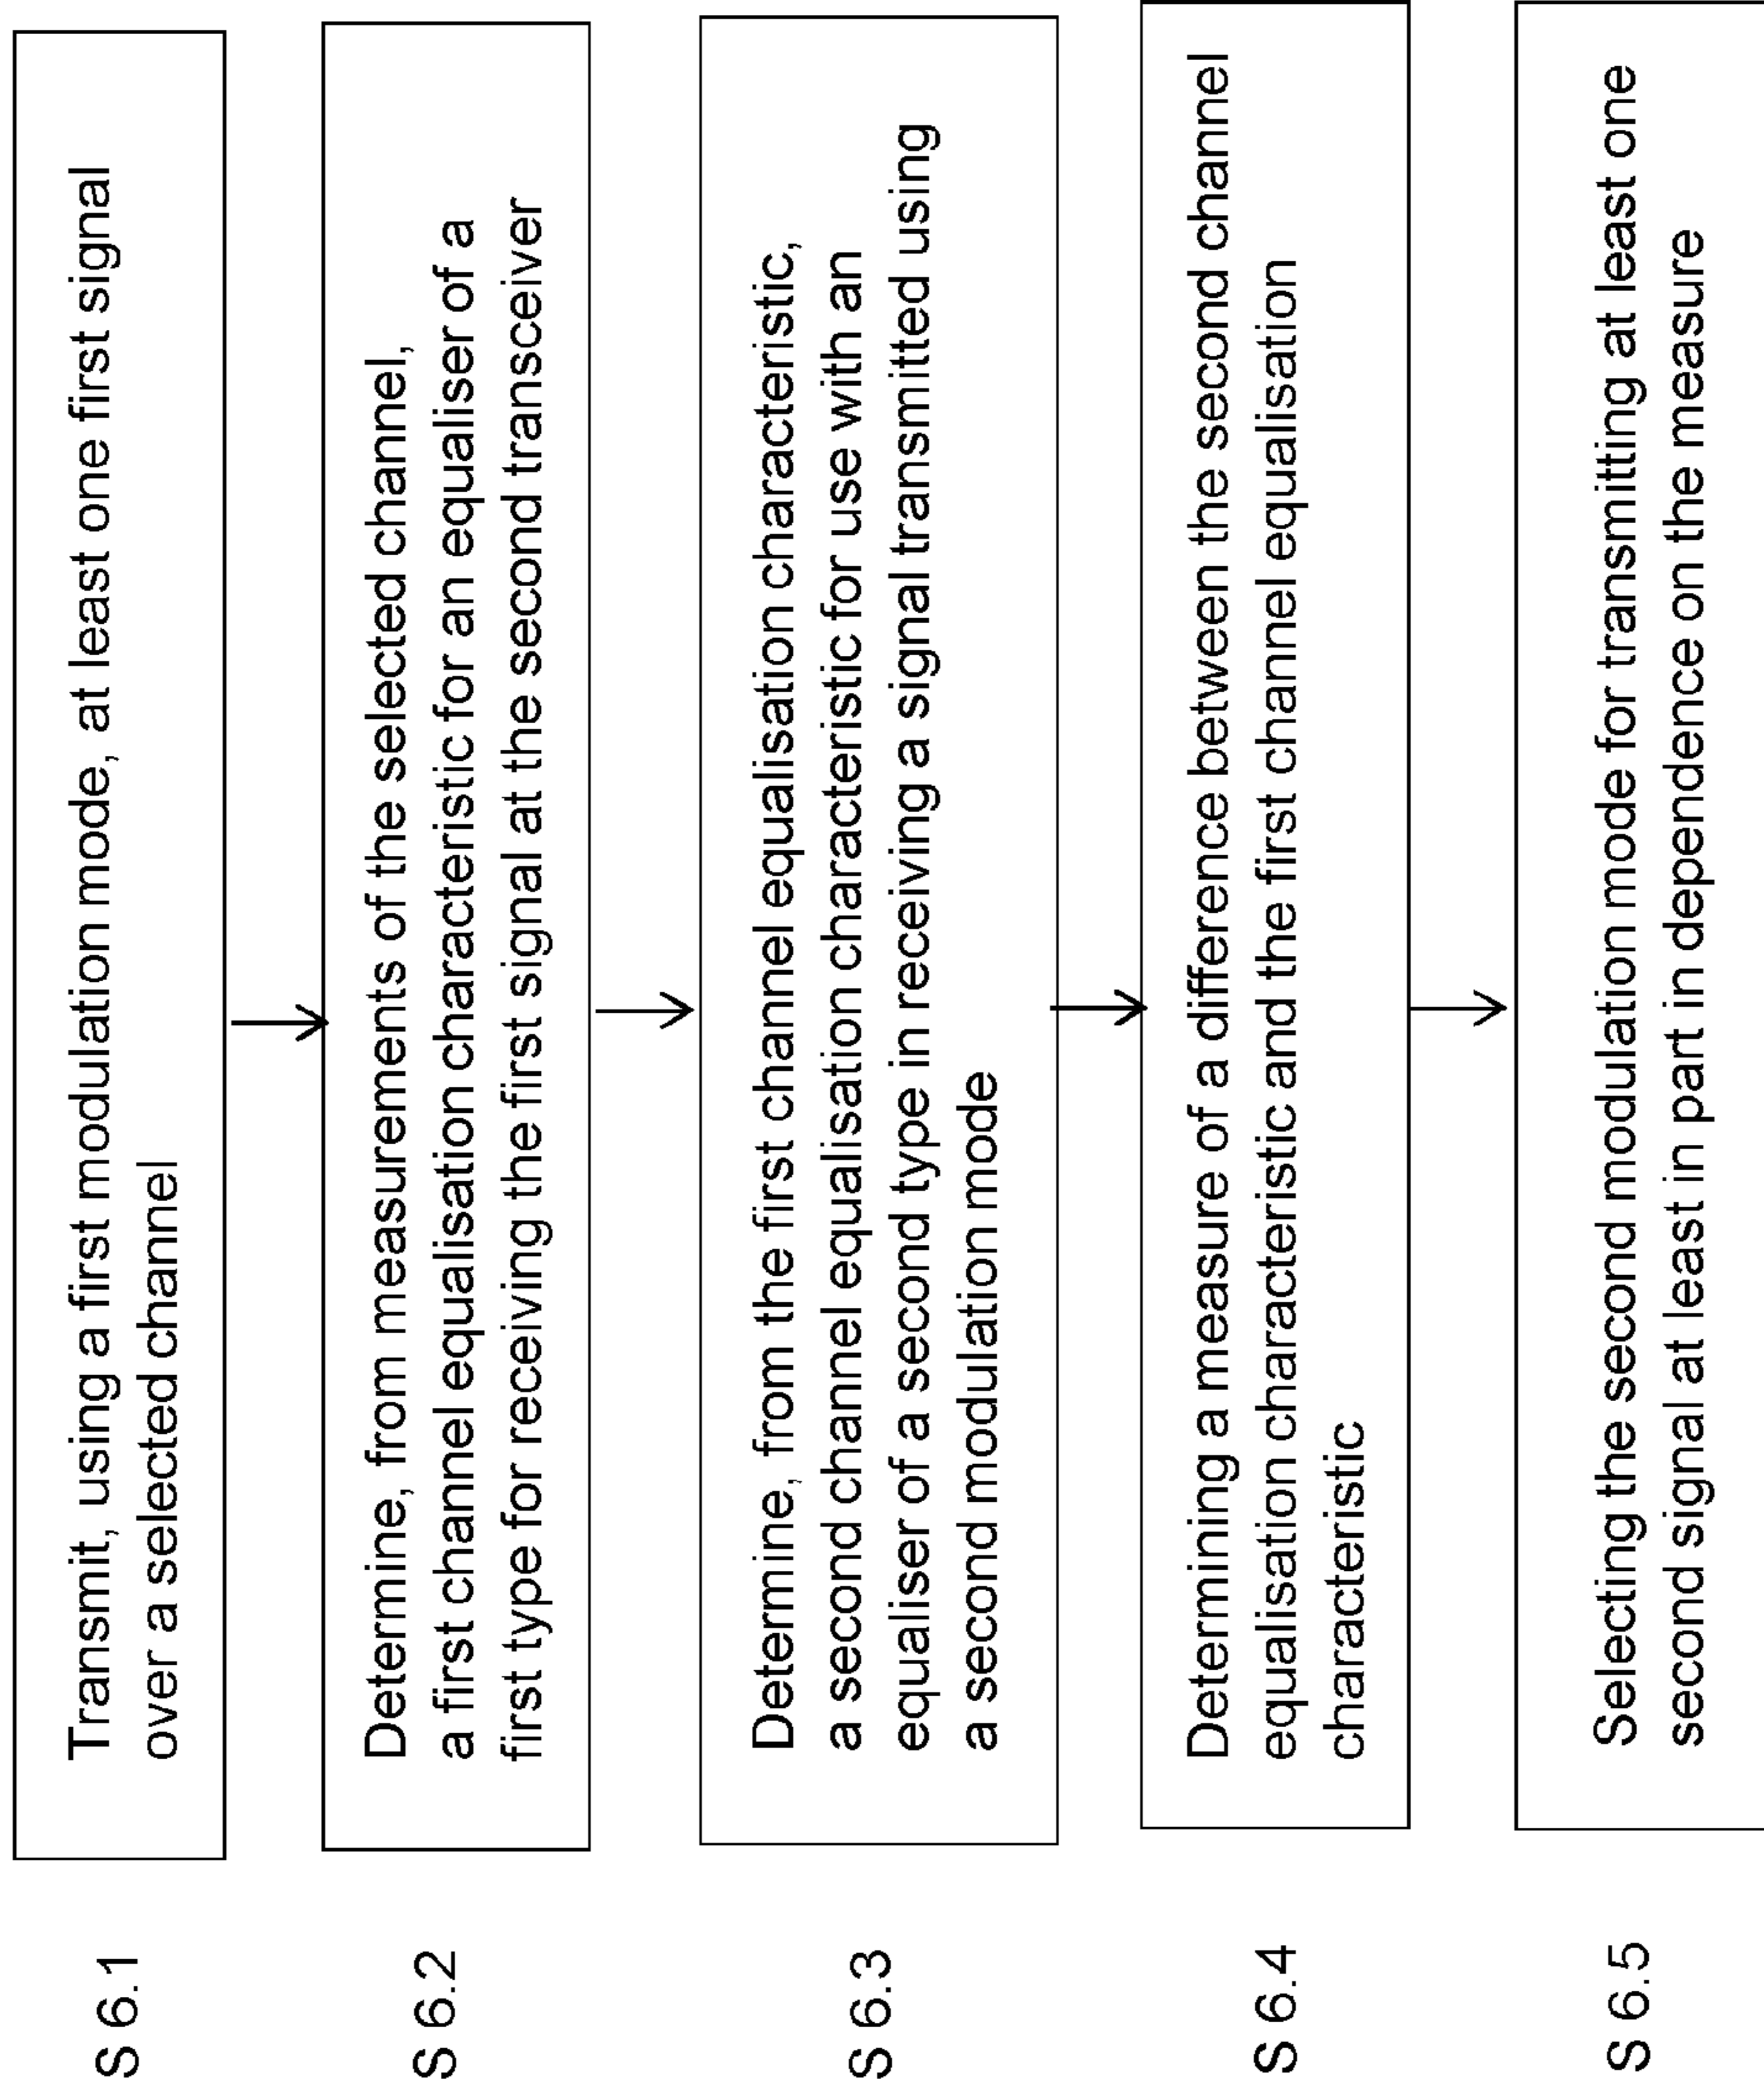 S 6.1
Transmit, using a first modulation mode, at least one first signal
over a selected channel
S 6.2
Determine, from measurements of the selected channel,
a first channel equalisation characteristic for an equaliser of a
first type for receiving the first signal at the second transceiver
S 6.3
Determine, from the first channel equalisation characteristic,
a second channel equalisation characteristic for use with an
equaliser of a second type in receiving a signal transmitted using
a second modulation mode
S 6.4
Determining a measure of a difference between the second channel
equalisation characteristic and the first channel equalisation
characteristic
S 6.5
Selecting the second modulation mode for transmitting at least one
second signal at least in part in dependence on the measure